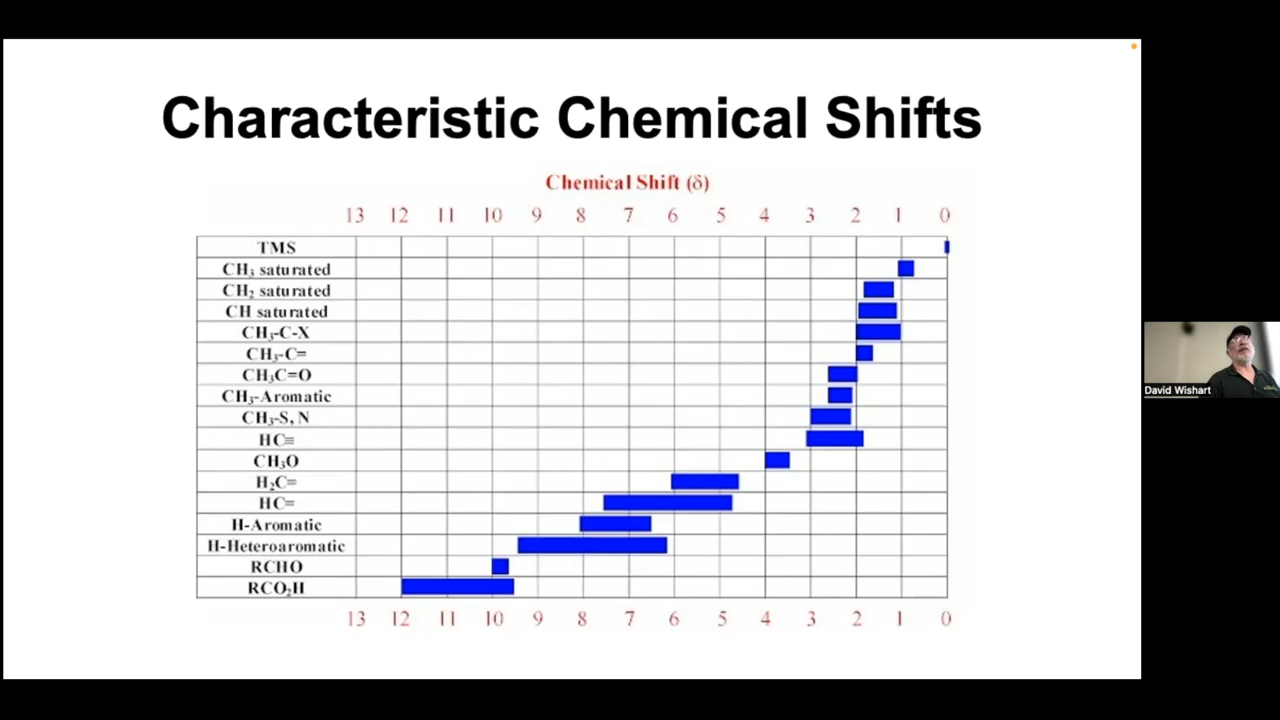 Characteristic Chemical Shifts
Chemical Shift (δ)
13 12 11 10 9 8 7 6 5 4 3 2 1 0
TMS
CH₃ saturated
CH₂ saturated
CH saturated
CH₃-C-X
CH₃-C=
CH₃C=O
CH₃-Aromatic
CH₃-S, N
HC≡
CH₃O
H₂C=
HC=
H-Aromatic
H-Heteroaromatic
RCHO
RCO₂H
13 12 11 10 9 8 7 6 5 4 3 2 1 0
David Wishart